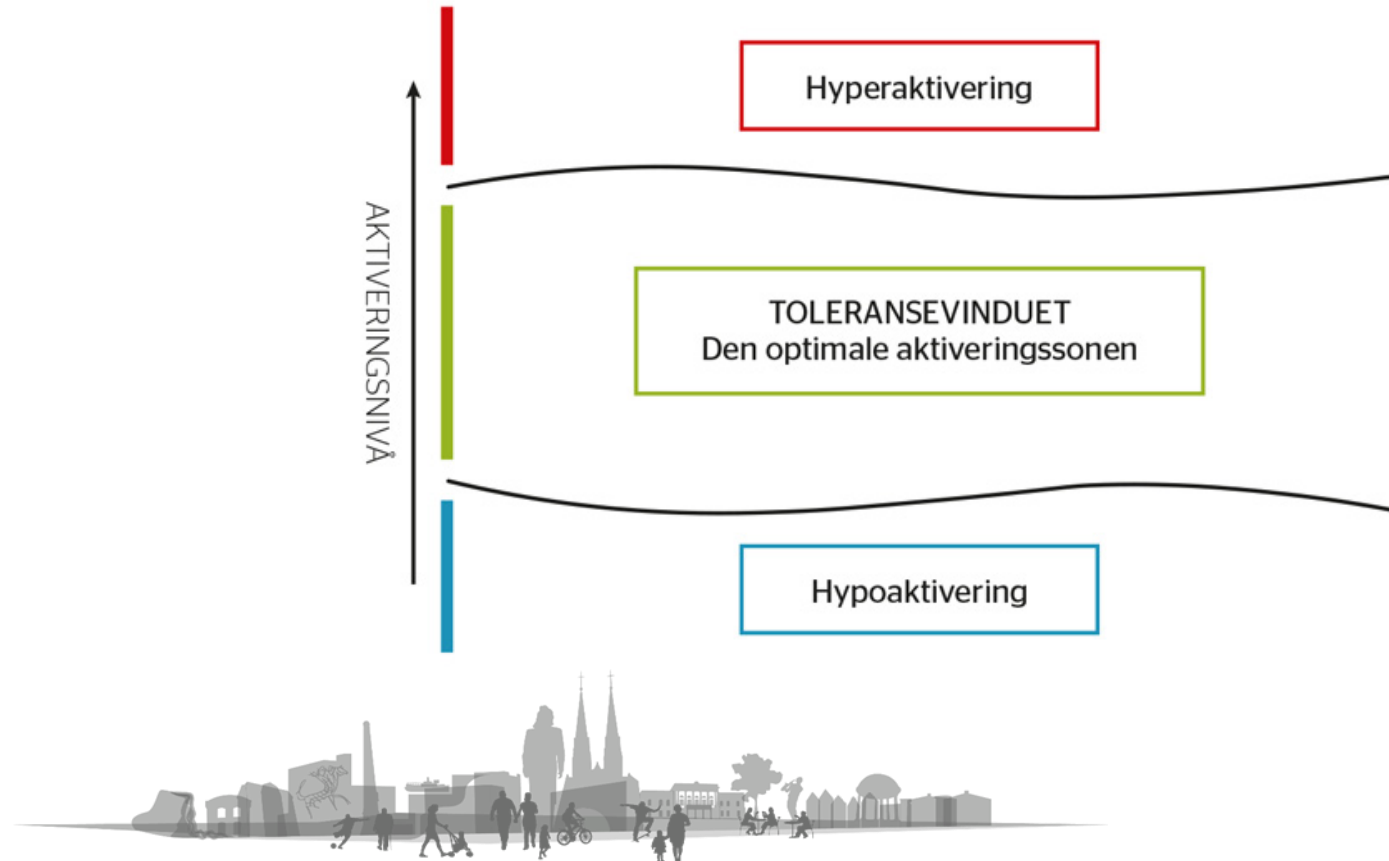 Hyperaktivering
AKTIVERINGSNIVÅ
TOLERANSEVINDUET
Den optimale aktiveringssonen
Hypoaktivering